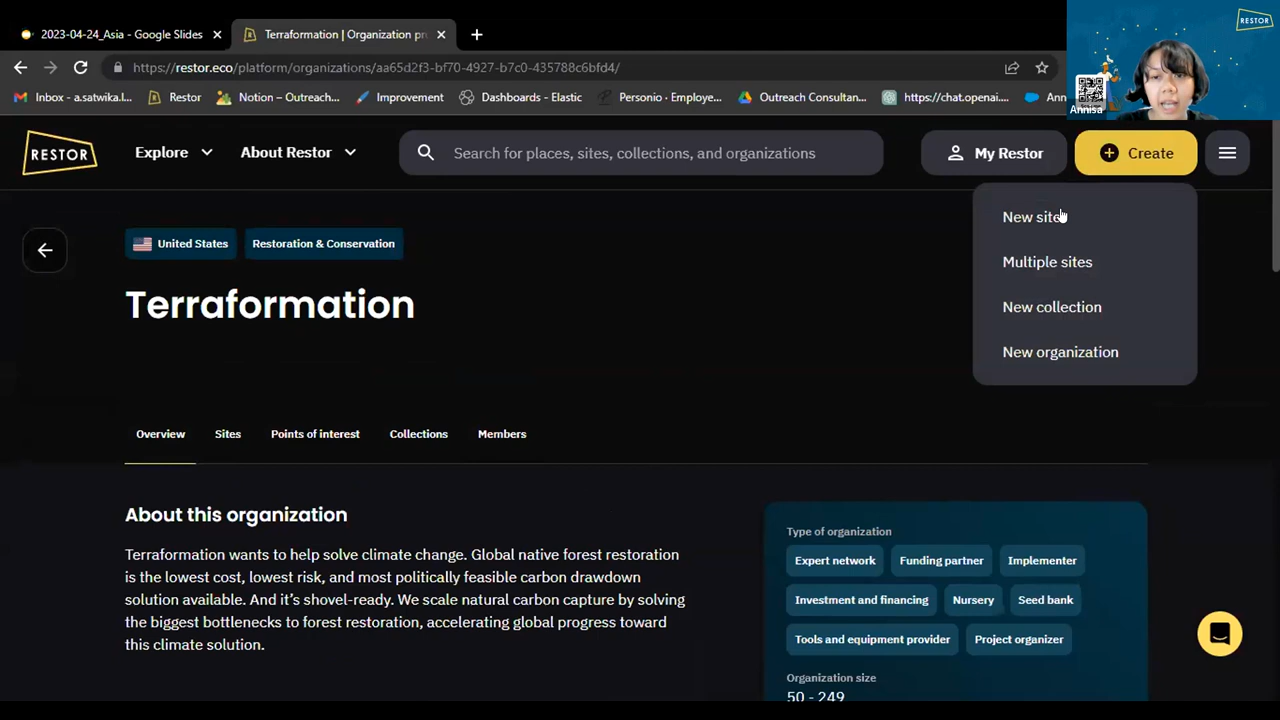 2023-04-24_Asia - Google Slides
Terraformation | Organization pr
https://restor.eco/platform/organizations/aa65d2f3-bf70-4927-b7c0-435788c6bfd4/
Inbox - a.satwika.l...
Restor
Notion – Outreach...
Improvement
Dashboards - Elastic
Personio - Employe...
Outreach Consultan...
https://chat.openai....
Ann
RESTOR
Annisa
RESTOR
Explore
About Restor
Search for places, sites, collections, and organizations
My Restor
Create
New site
Multiple sites
New collection
New organization
United States
Restoration & Conservation
Terraformation
Overview
Sites
Points of interest
Collections
Members
About this organization
Terraformation wants to help solve climate change. Global native forest restoration
is the lowest cost, lowest risk, and most politically feasible carbon drawdown
solution available. And it’s shovel-ready. We scale natural carbon capture by solving
the biggest bottlenecks to forest restoration, accelerating global progress toward
this climate solution.
Type of organization
Expert network
Funding partner
Implementer
Investment and financing
Nursery
Seed bank
Tools and equipment provider
Project organizer
Organization size
50 - 249